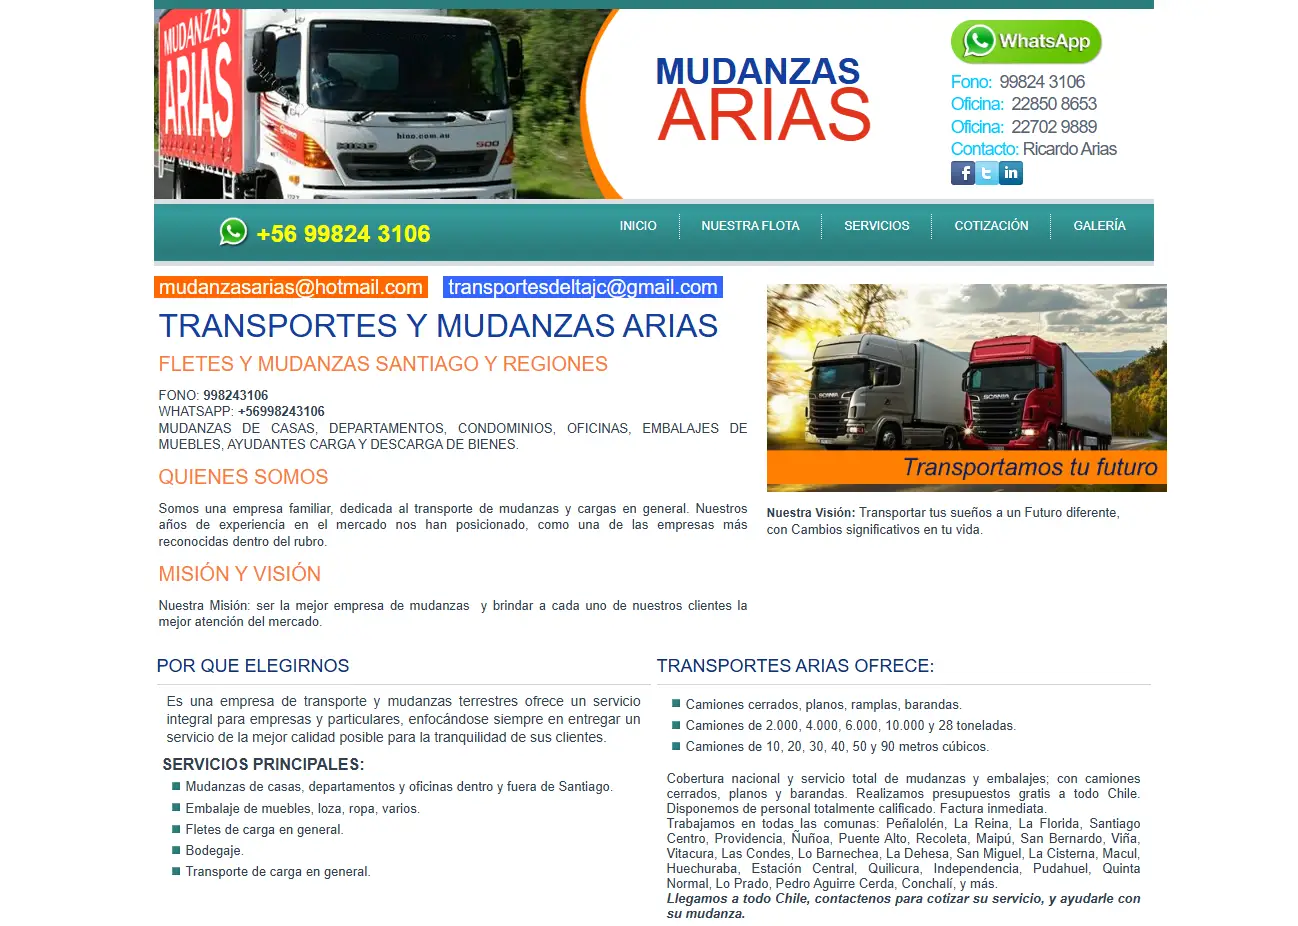 MUDANZAS
ARIAS
hino.com.au
HINO
500
MUDANZAS
ARIAS
WhatsApp
Fono: 99824 3106
Oficina: 22850 8653
Oficina: 22702 9889
Contacto: Ricardo Arias
+56 99824 3106
INICIO
NUESTRA FLOTA
SERVICIOS
COTIZACIÓN
GALERÍA
mudanzasarias@hotmail.com
transportesdeltajc@gmail.com
TRANSPORTES Y MUDANZAS ARIAS
FLETES Y MUDANZAS SANTIAGO Y REGIONES
FONO: 998243106
WHATSAPP: +56998243106
MUDANZAS DE CASAS, DEPARTAMENTOS, CONDOMINIOS, OFICINAS, EMBALAJES DE
MUEBLES, AYUDANTES CARGA Y DESCARGA DE BIENES.
QUIENES SOMOS
Somos una empresa familiar, dedicada al transporte de mudanzas y cargas en general. Nuestros
años de experiencia en el mercado nos han posicionado, como una de las empresas más
reconocidas dentro del rubro.
MISIÓN Y VISIÓN
Nuestra Misión: ser la mejor empresa de mudanzas y brindar a cada uno de nuestros clientes la
mejor atención del mercado.
SCANIA
SCANIA
Transportamos tu futuro
Nuestra Visión: Transportar tus sueños a un Futuro diferente,
con Cambios significativos en tu vida.
POR QUE ELEGIRNOS
Es una empresa de transporte y mudanzas terrestres ofrece un servicio
integral para empresas y particulares, enfocándose siempre en entregar un
servicio de la mejor calidad posible para la tranquilidad de sus clientes.
SERVICIOS PRINCIPALES:
Mudanzas de casas, departamentos y oficinas dentro y fuera de Santiago.
Embalaje de muebles, loza, ropa, varios.
Fletes de carga en general.
Bodegaje.
Transporte de carga en general.
TRANSPORTES ARIAS OFRECE:
Camiones cerrados, planos, ramplas, barandas.
Camiones de 2.000, 4.000, 6.000, 10.000 y 28 toneladas.
Camiones de 10, 20, 30, 40, 50 y 90 metros cúbicos.
Cobertura nacional y servicio total de mudanzas y embalajes; con camiones
cerrados, planos y barandas. Realizamos presupuestos gratis a todo Chile.
Disponemos de personal totalmente calificado. Factura inmediata.
Trabajamos en todas las comunas: Peñalolén, La Reina, La Florida, Santiago
Centro, Providencia, Ñuñoa, Puente Alto, Recoleta, Maipú, San Bernardo, Viña,
Vitacura, Las Condes, Lo Barnechea, La Dehesa, San Miguel, La Cisterna, Macul,
Huechuraba, Estación Central, Quilicura, Independencia, Pudahuel, Quinta
Normal, Lo Prado, Pedro Aguirre Cerda, Conchalí, y más.
Llegamos a todo Chile, contactenos para cotizar su servicio, y ayudarle con
su mudanza.